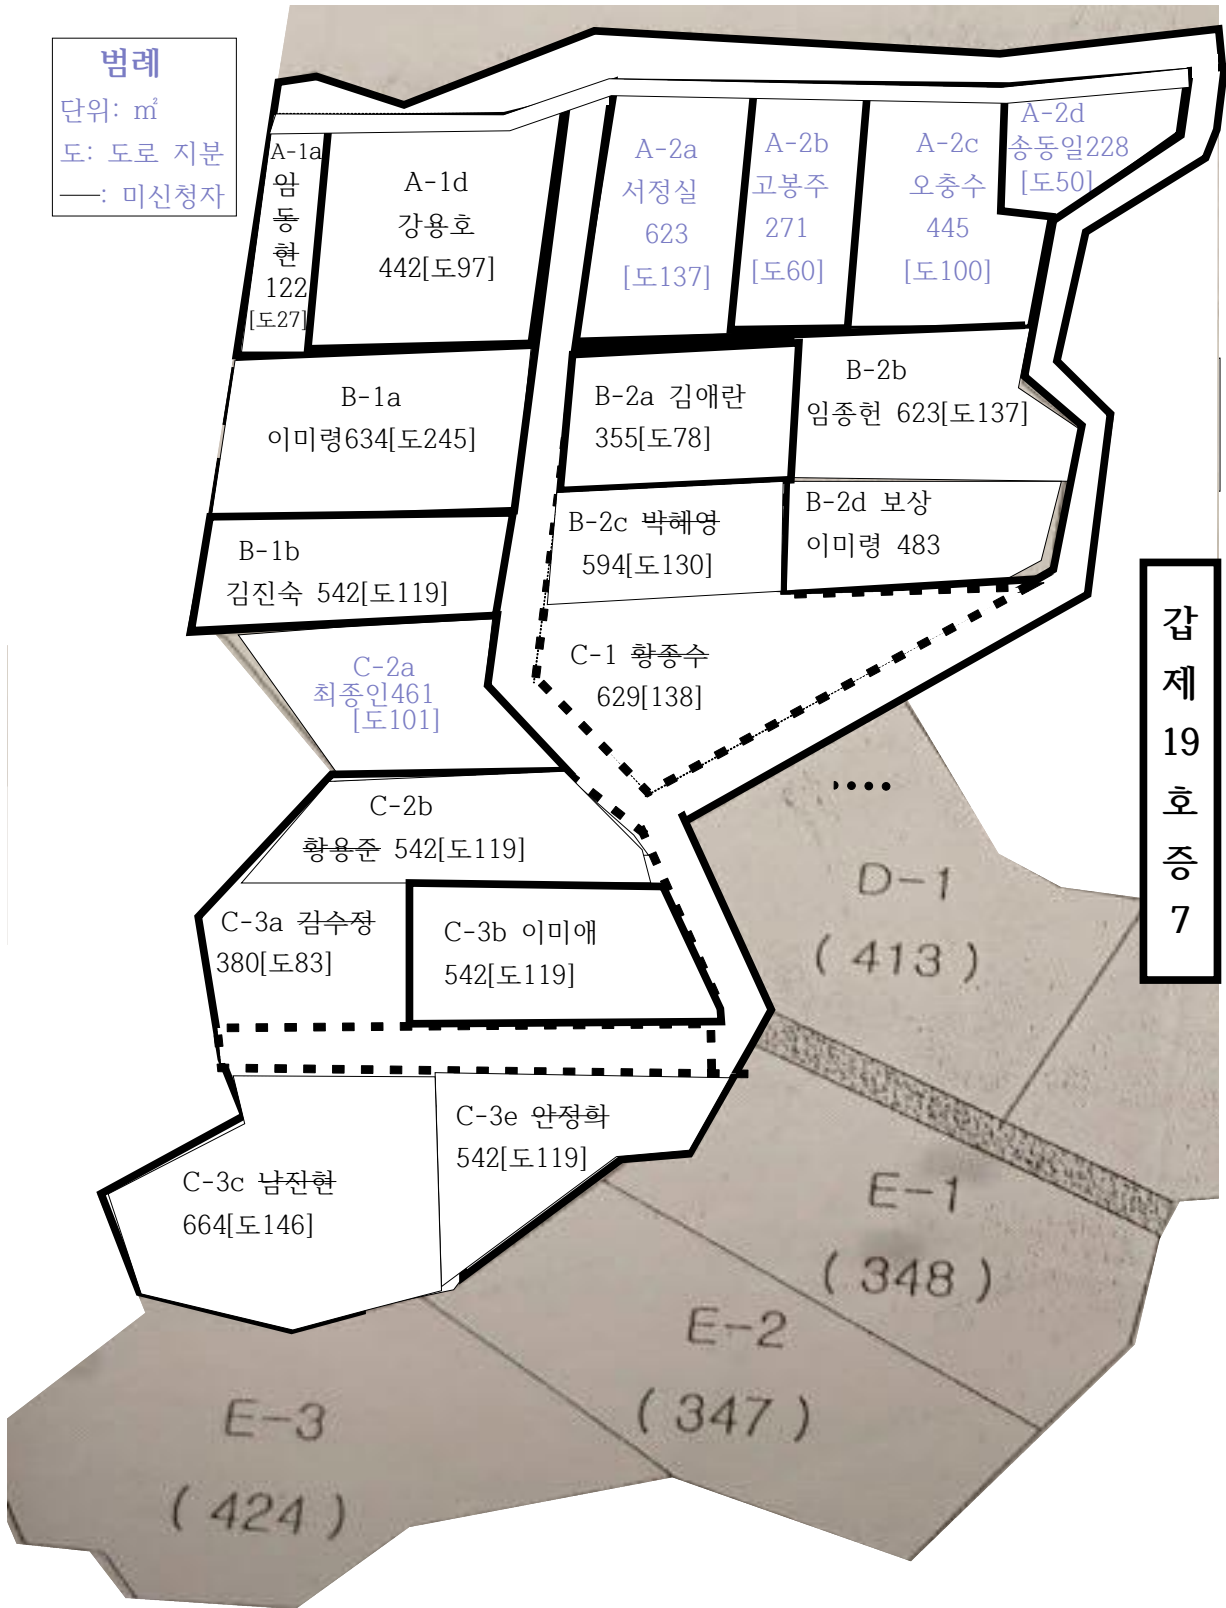 범례
단위: ㎡
도: 도로 지분
──: 미신청자
A-1a
임
동
현
122
[도27]
A-1d
강용호
442[도97]
A-2a
서정실
623
[도137]
A-2b
고봉주
271
[도60]
A-2c
오충수
445
[도100]
A-2d
송동일228
[도50]
B-1a
이미령634[도245]
B-2a 김애란
355[도78]
B-2b
임종헌 623[도137]
B-1b
김진숙 542[도119]
B-2c 박혜영
594[도130]
B-2d 보상
이미령 483
C-2a
최종인461
[도101]
C-1 황종수
629[138]
갑
제
19
호
증
7
C-2b
황용준 542[도119]
C-3a 김수정
380[도83]
C-3b 이미애
542[도119]
D-1
( 413 )
C-3e 안정희
542[도119]
C-3c 남진현
664[도146]
E-1
( 348 )
E-2
( 347 )
E-3
( 424 )